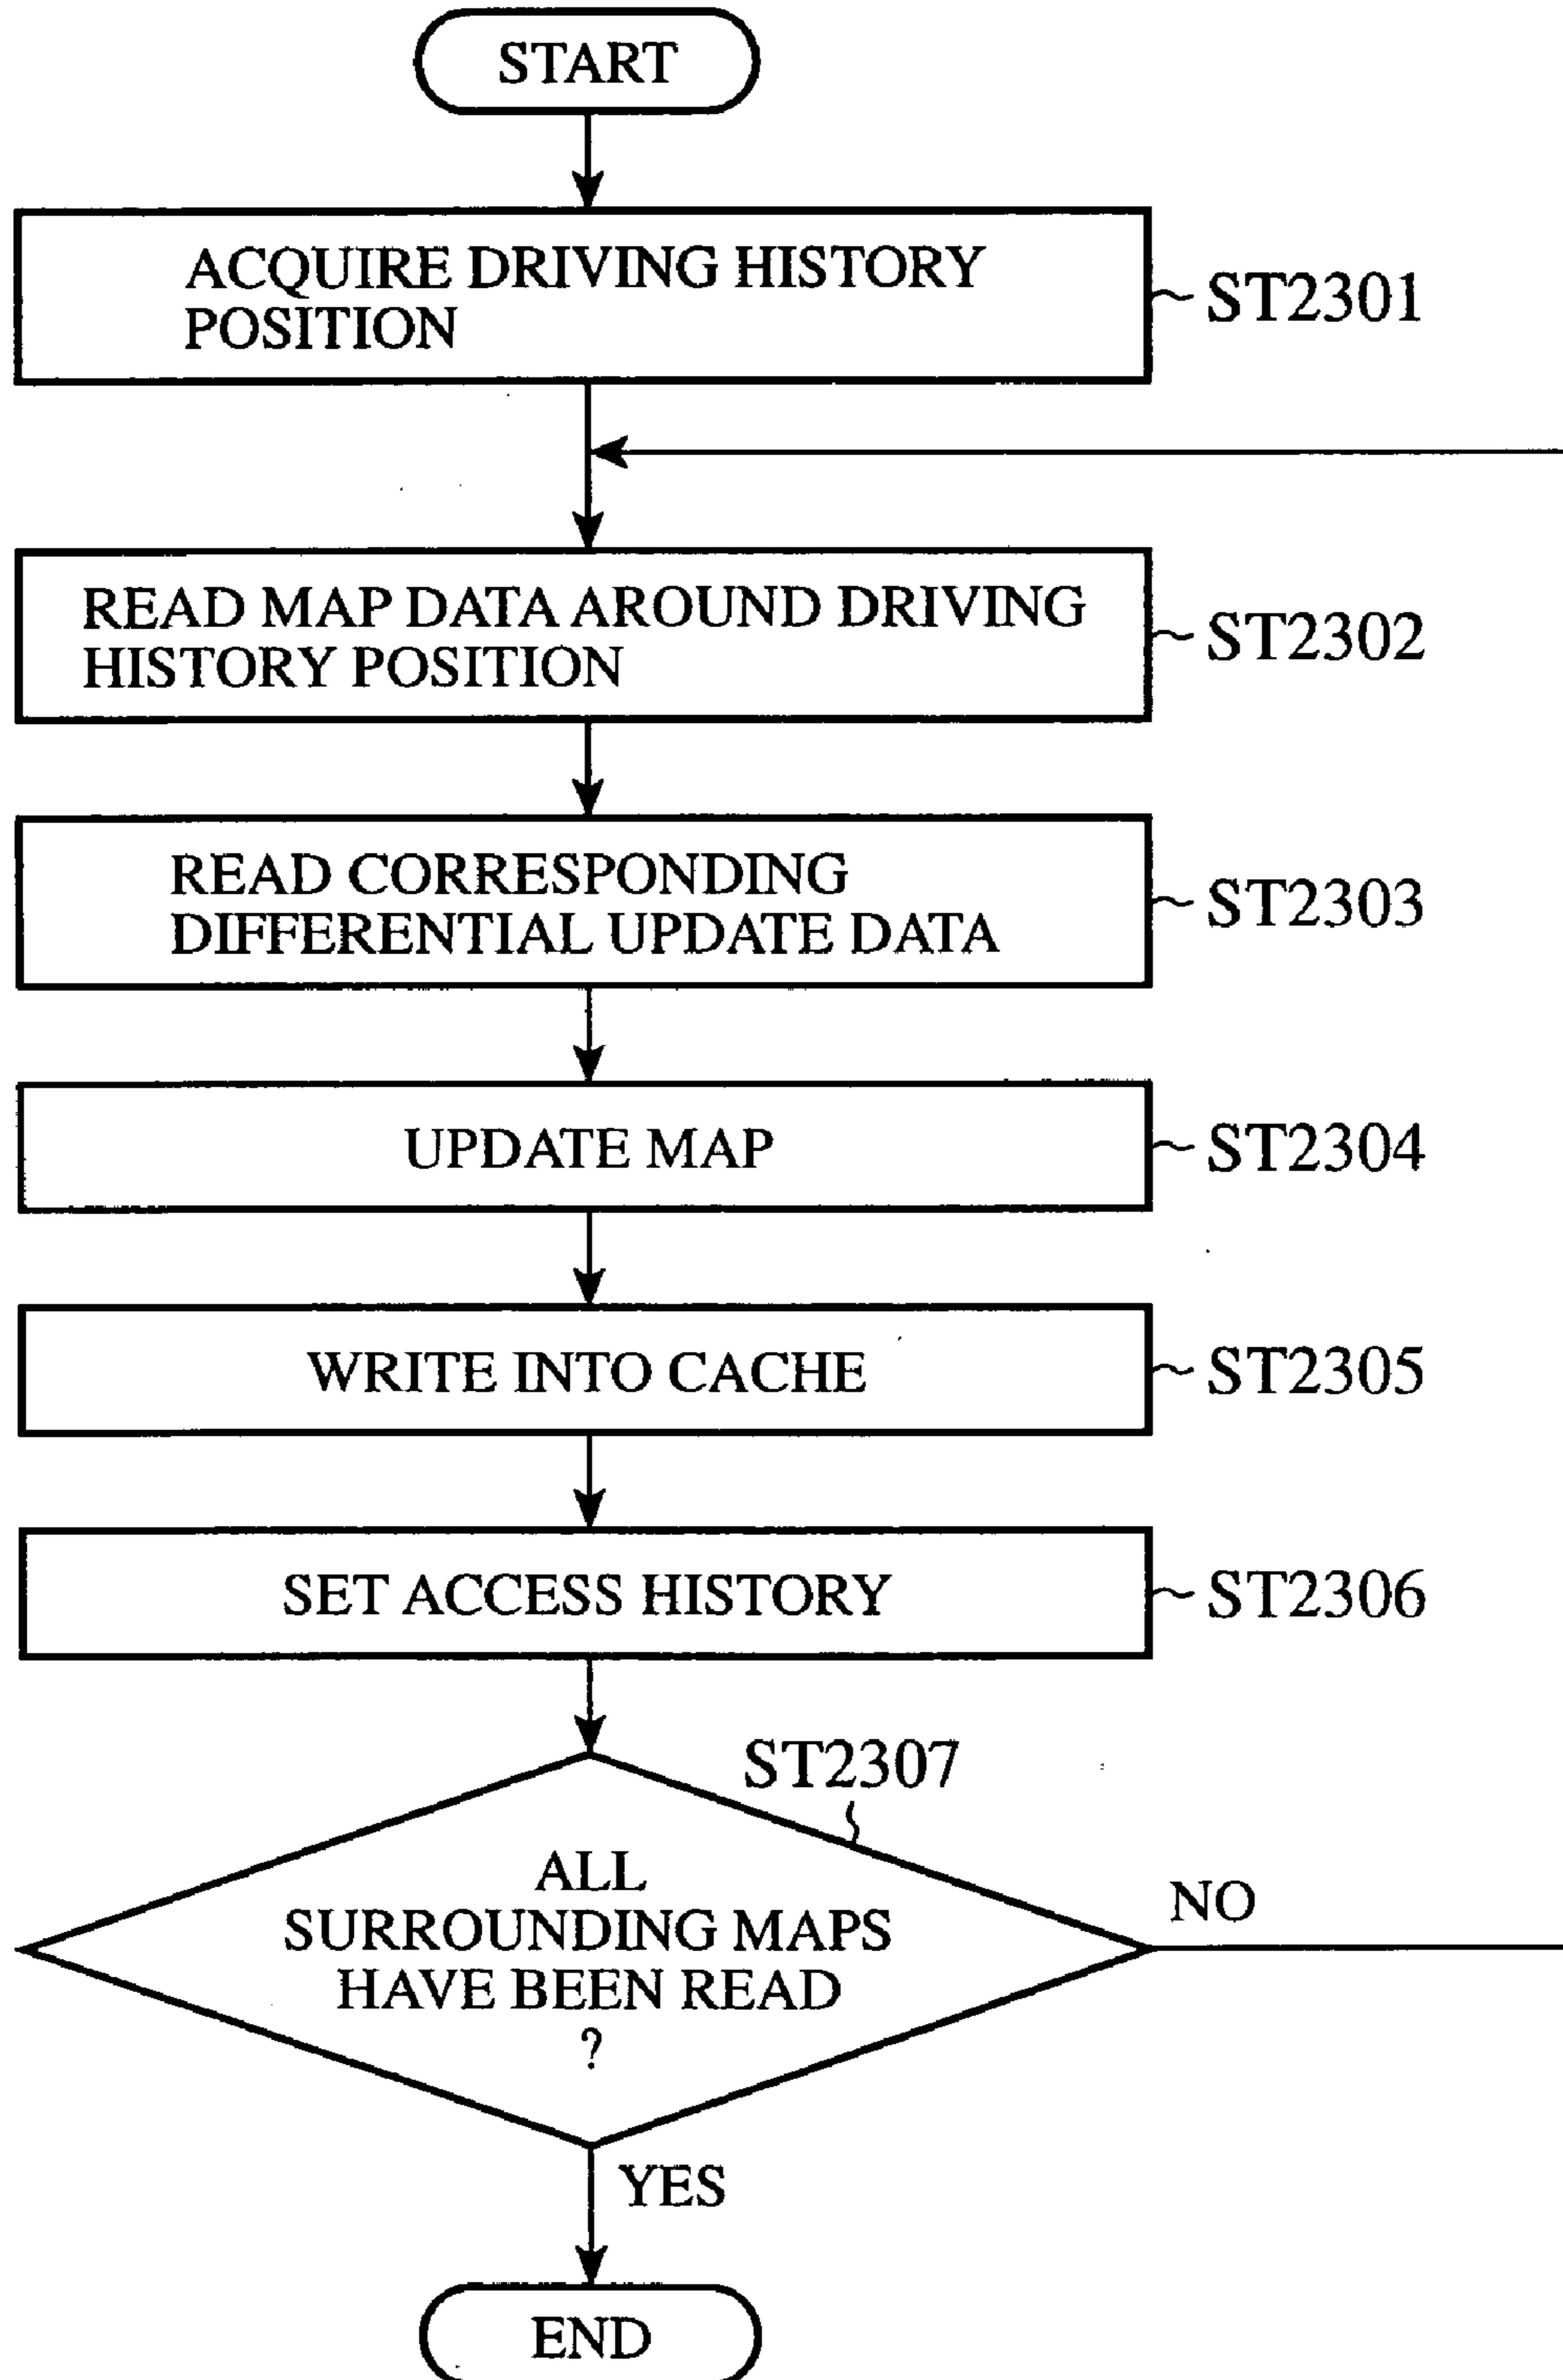 START
ACQUIRE DRIVING HISTORY
POSITION
ST2301
READ MAP DATA AROUND DRIVING
HISTORY POSITION
ST2302
READ CORRESPONDING
DIFFERENTIAL UPDATE DATA
ST2303
UPDATE MAP
ST2304
WRITE INTO CACHE
ST2305
SET ACCESS HISTORY
ST2306
ST2307
ALL
SURROUNDING MAPS
HAVE BEEN READ
?
NO
YES
END